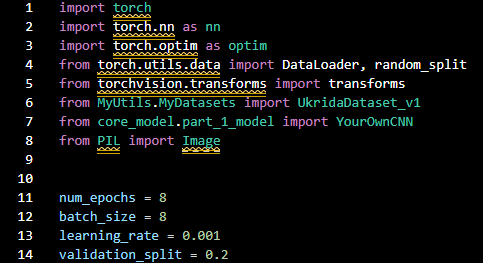 1 import torch
2 import torch.nn as nn
3 import torch.optim as optim
4 from torch.utils.data import DataLoader, random_split
5 from torchvision.transforms import transforms
6 from MyUtils.MyDatasets import UkridaDataset_v1
7 from core_model.part_1_model import YourOwnCNN
8 from PIL import Image
9
10
11 num_epochs = 8
12 batch_size = 8
13 learning_rate = 0.001
14 validation_split = 0.2